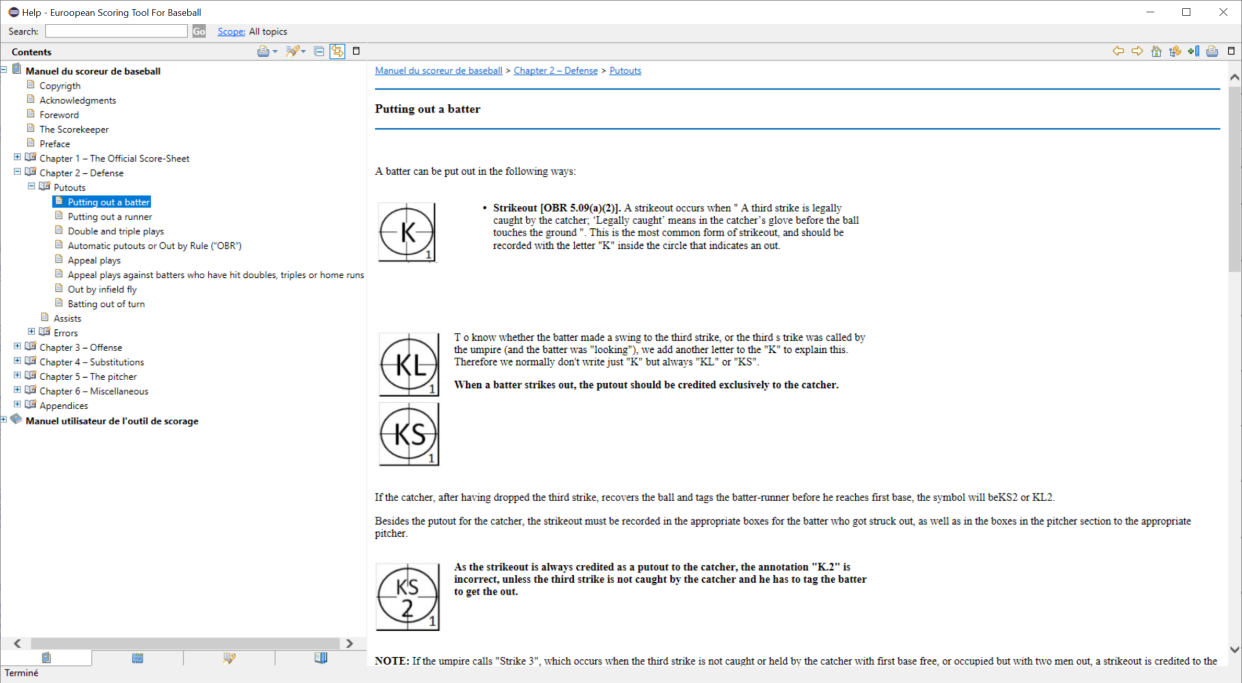 Help - Euroopean Scoring Tool For Baseball
Search:
Go
Scope: All topics
Contents
Manuel du scoreur de baseball
Copyrigth
Acknowledgments
Foreword
The Scorekeeper
Preface
Chapter 1 – The Official Score-Sheet
Chapter 2 – Defense
Putouts
Putting out a batter
Putting out a runner
Double and triple plays
Automatic putouts or Out by Rule ("OBR")
Appeal plays
Appeal plays against batters who have hit doubles, triples or home runs
Out by infield fly
Batting out of turn
Assists
Errors
Chapter 3 – Offense
Chapter 4 – Substitutions
Chapter 5 – The pitcher
Chapter 6 – Miscellaneous
Appendices
Manuel utilisateur de l'outil de scorage
Terminé
Manuel du scoreur de baseball > Chapter 2 – Defense > Putouts
Putting out a batter
A batter can be put out in the following ways:
K
1
• Strikeout [OBR 5.09(a)(2)]. A strikeout occurs when " A third strike is legally
caught by the catcher; ‘Legally caught’ means in the catcher’s glove before the ball
touches the ground ". This is the most common form of strikeout, and should be
recorded with the letter "K" inside the circle that indicates an out.
KL
1
T o know whether the batter made a swing to the third strike, or the third s trike was called by
the umpire (and the batter was "looking"), we add another letter to the "K" to explain this.
Therefore we normally don't write just "K" but always "KL" or "KS".
When a batter strikes out, the putout should be credited exclusively to the catcher.
KS
1
If the catcher, after having dropped the third strike, recovers the ball and tags the batter-runner before he reaches first base, the symbol will beKS2 or KL2.
Besides the putout for the catcher, the strikeout must be recorded in the appropriate boxes for the batter who got struck out, as well as in the boxes in the pitcher section to the appropriate
pitcher.
KS
2
1
As the strikeout is always credited as a putout to the catcher, the annotation "K.2" is
incorrect, unless the third strike is not caught by the catcher and he has to tag the batter
to get the out.
NOTE: If the umpire calls "Strike 3", which occurs when the third strike is not caught or held by the catcher with first base free, or occupied but with two men out, a strikeout is credited to the